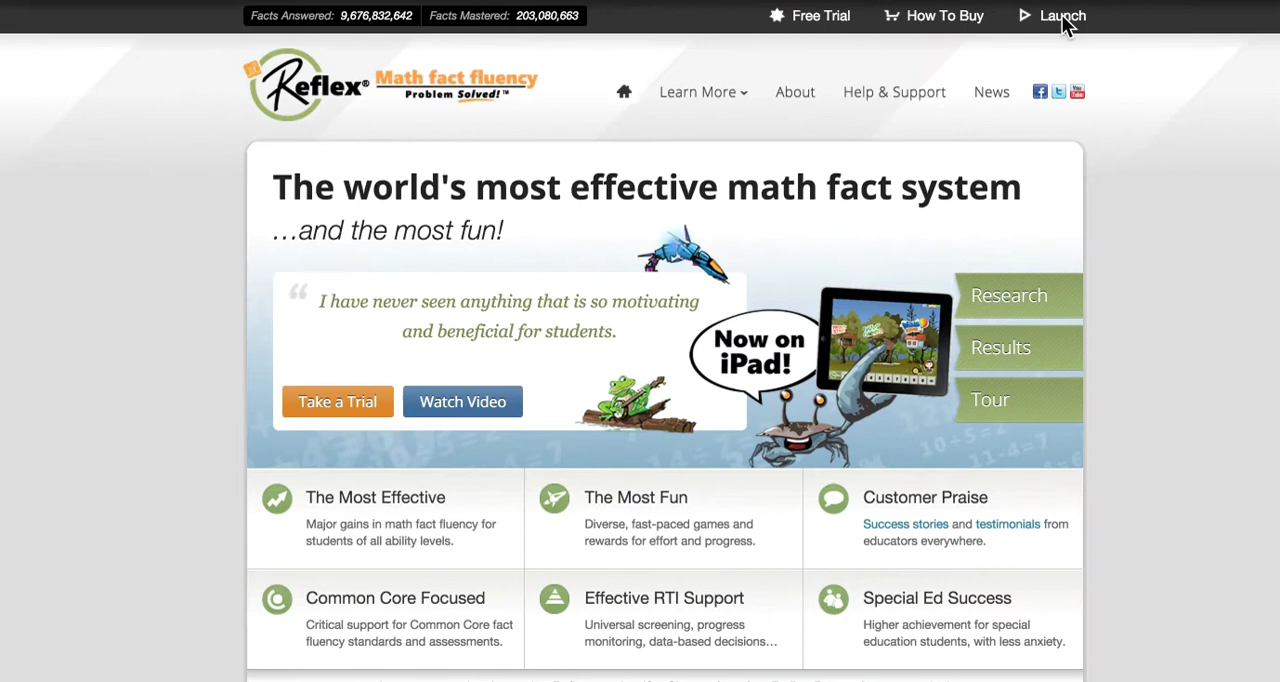 Facts Answered: 9,676,832,642 Facts Mastered: 203,080,663
Free Trial How To Buy Launch
Reflex® Math fact fluency
Problem Solved!™
Learn More About Help & Support News
The world's most effective math fact system
...and the most fun!
“ I have never seen anything that is so motivating
and beneficial for students.
Take a Trial Watch Video
Now on
iPad!
Research
Results
Tour
10÷5=2
11-4=7
The Most Effective
Major gains in math fact fluency for
students of all ability levels.
The Most Fun
Diverse, fast-paced games and
rewards for effort and progress.
Customer Praise
Success stories and testimonials from
educators everywhere.
Common Core Focused
Critical support for Common Core fact
fluency standards and assessments.
Effective RTI Support
Universal screening, progress
monitoring, data-based decisions...
Special Ed Success
Higher achievement for special
education students, with less anxiety.